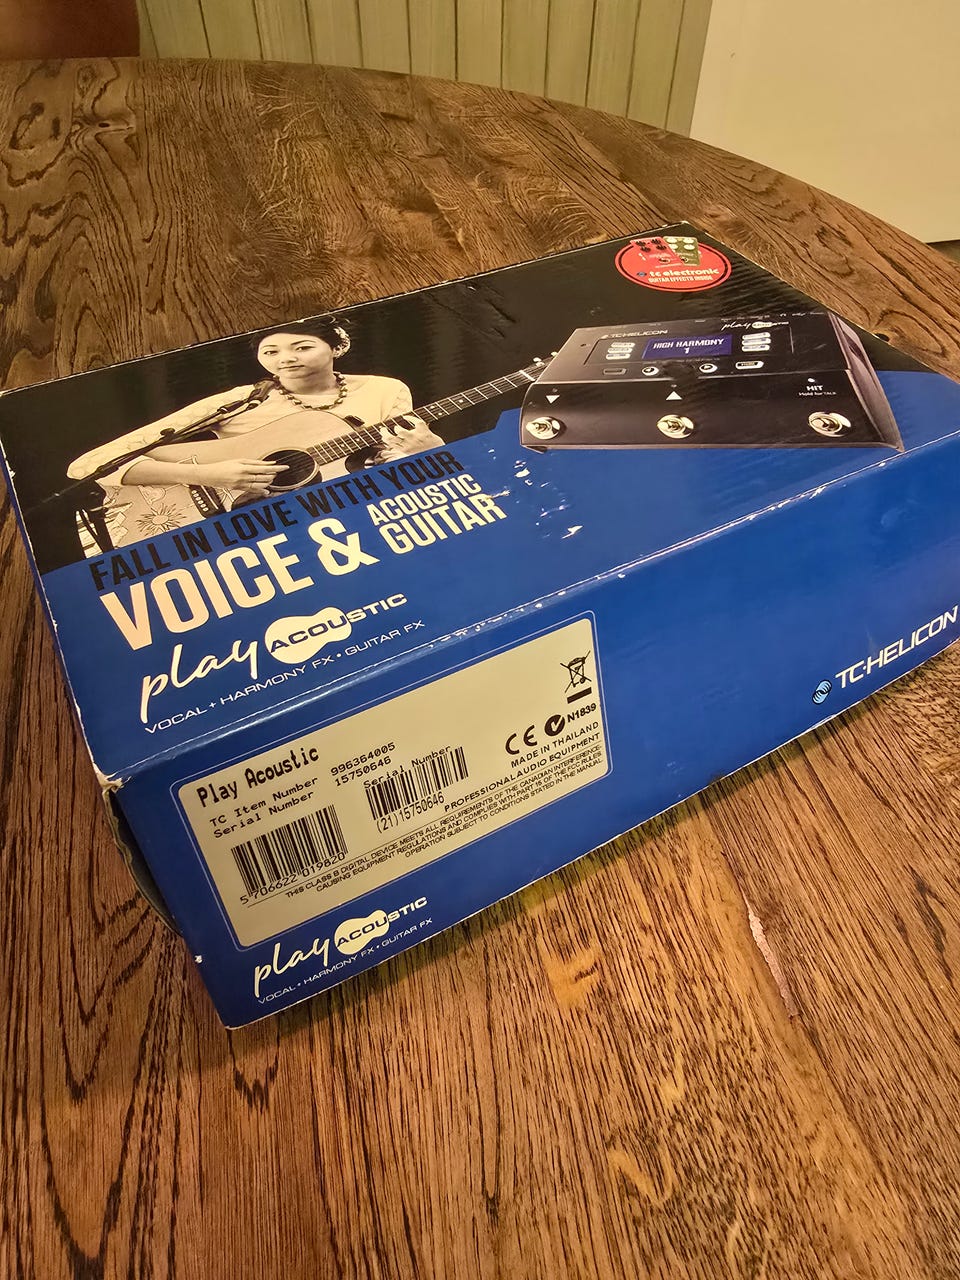 tc electronic
GUITAR EFFECTS INSIDE
TC·HELICON
play ACOUSTIC
HIGH HARMONY
1
HIT
Hold for TALK
FALL IN LOVE WITH YOUR
VOICE &
ACOUSTIC
GUITAR
play ACOUSTIC
VOCAL + HARMONY FX • GUITAR FX
TC·HELICON
Play Acoustic
TC Item Number 996364005
Serial Number 15750646
Serial Number
(21)15750646
5 706622 019820
N1839
MADE IN THAILAND
PROFESSIONAL AUDIO EQUIPMENT
THIS CLASS B DIGITAL DEVICE MEETS ALL REQUIREMENTS OF THE CANADIAN INTERFERENCE-
CAUSING EQUIPMENT REGULATIONS AND COMPLIES WITH PART 15 OF THE FCC RULES.
OPERATION SUBJECT TO CONDITIONS STATED IN THE MANUAL.
play ACOUSTIC
VOCAL + HARMONY FX • GUITAR FX